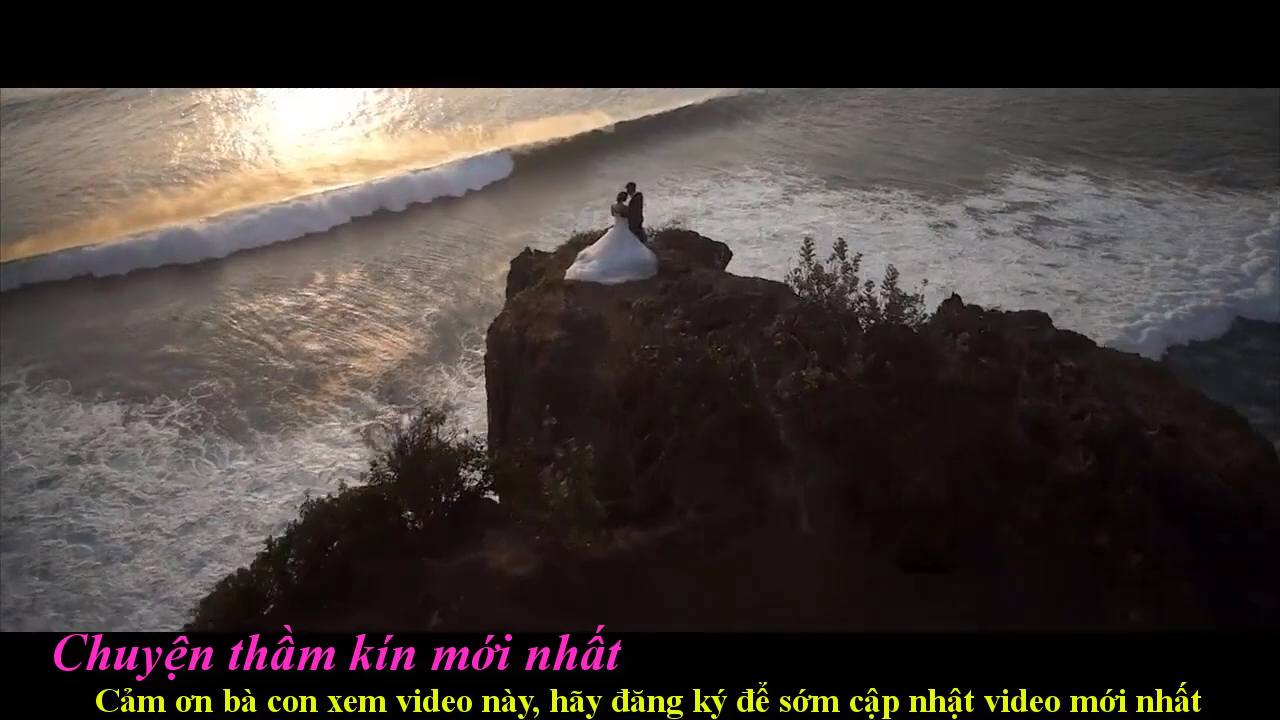 Chuyện thầm kín mới nhất
Cảm ơn bà con xem video này, hãy đăng ký để sớm cập nhật video mới nhất